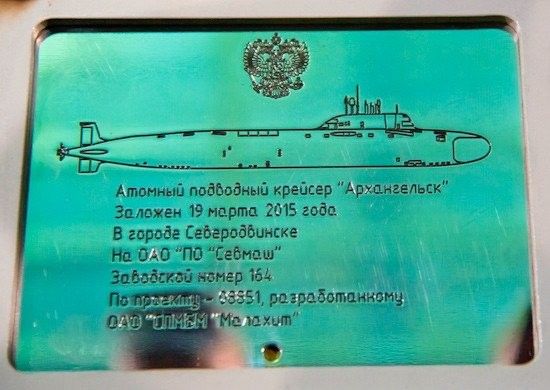 Атомный подводный крейсер "Архангельск"
Заложен 19 марта 2015 года
В городе Северодвинске
На ОАО "ПО "Севмаш"
Заводской номер 164
По проекту - 08851, разработанному
ОАО "СПМБМ "Малахит"